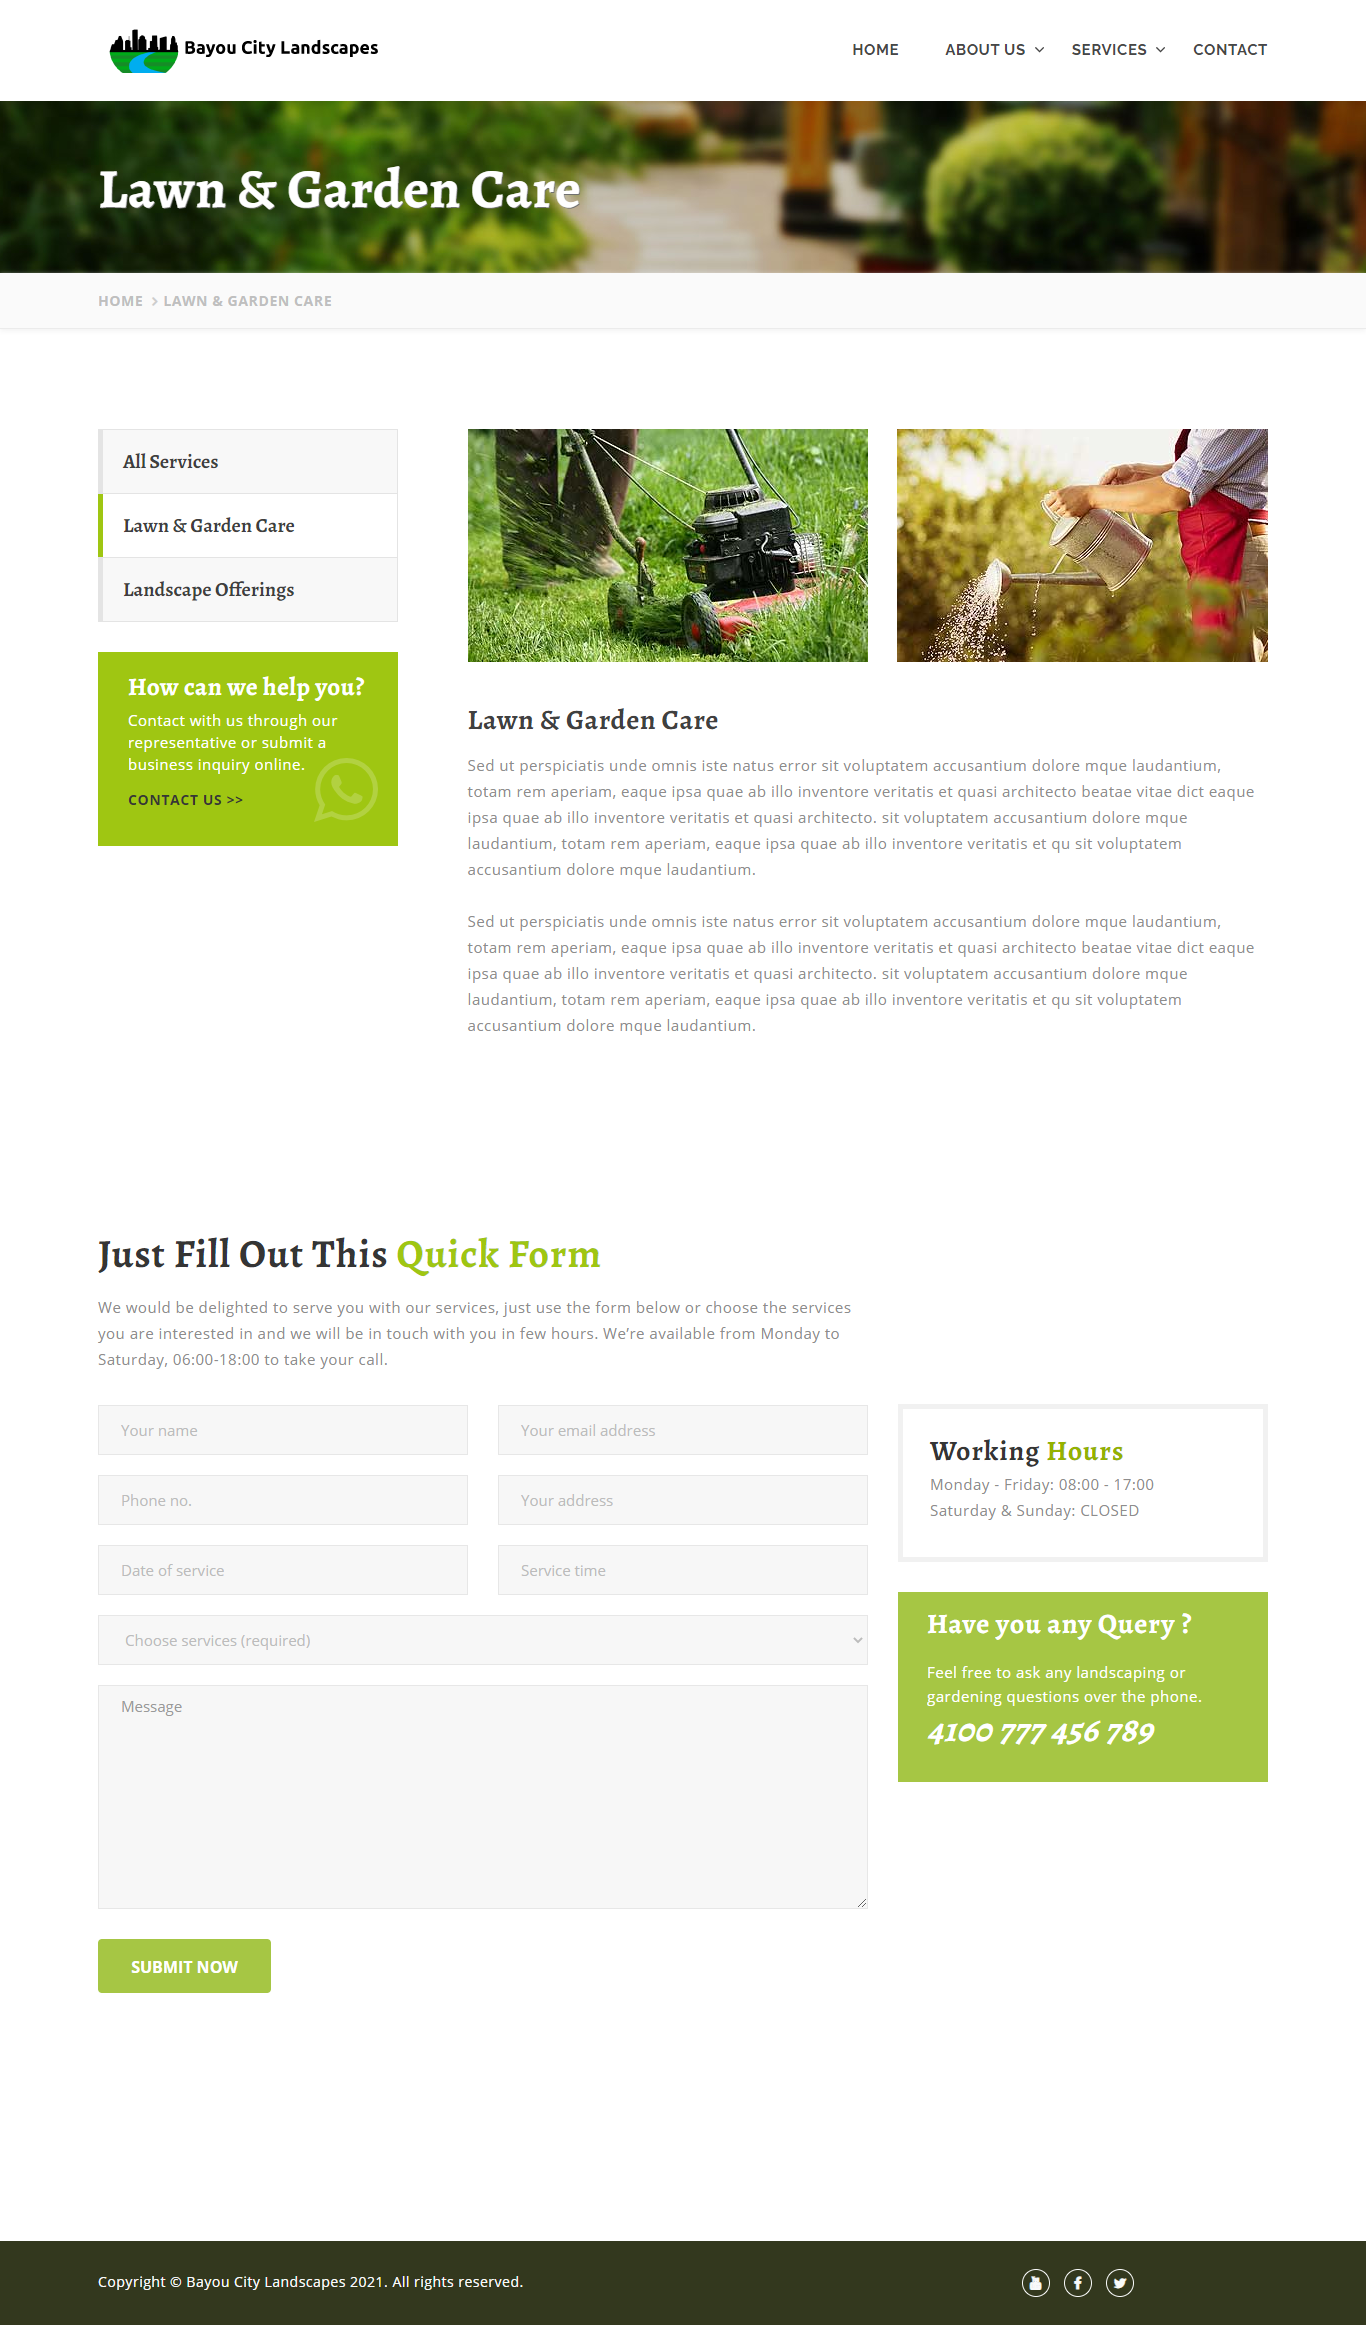 Bayou City Landscapes
HOME ABOUT US SERVICES CONTACT
Lawn & Garden Care
HOME LAWN & GARDEN CARE
All Services
Lawn & Garden Care
Landscape Offerings
How can we help you?
Contact with us through our
representative or submit a
business inquiry online.
CONTACT US >>
Lawn & Garden Care
Sed ut perspiciatis unde omnis iste natus error sit voluptatem accusantium dolore mque laudantium,
totam rem aperiam, eaque ipsa quae ab illo inventore veritatis et quasi architecto beatae vitae dict eaque
ipsa quae ab illo inventore veritatis et quasi architecto. sit voluptatem accusantium dolore mque
laudantium, totam rem aperiam, eaque ipsa quae ab illo inventore veritatis et qu sit voluptatem
accusantium dolore mque laudantium.
Sed ut perspiciatis unde omnis iste natus error sit voluptatem accusantium dolore mque laudantium,
totam rem aperiam, eaque ipsa quae ab illo inventore veritatis et quasi architecto beatae vitae dict eaque
ipsa quae ab illo inventore veritatis et quasi architecto. sit voluptatem accusantium dolore mque
laudantium, totam rem aperiam, eaque ipsa quae ab illo inventore veritatis et qu sit voluptatem
accusantium dolore mque laudantium.
Just Fill Out This Quick Form
We would be delighted to serve you with our services, just use the form below or choose the services
you are interested in and we will be in touch with you in few hours. We’re available from Monday to
Saturday, 06:00-18:00 to take your call.
Your name
Your email address
Phone no.
Your address
Date of service
Service time
Choose services (required)
Message
SUBMIT NOW
Working Hours
Monday - Friday: 08:00 - 17:00
Saturday & Sunday: CLOSED
Have you any Query ?
Feel free to ask any landscaping or
gardening questions over the phone.
4100 777 456 789
Copyright © Bayou City Landscapes 2021. All rights reserved.